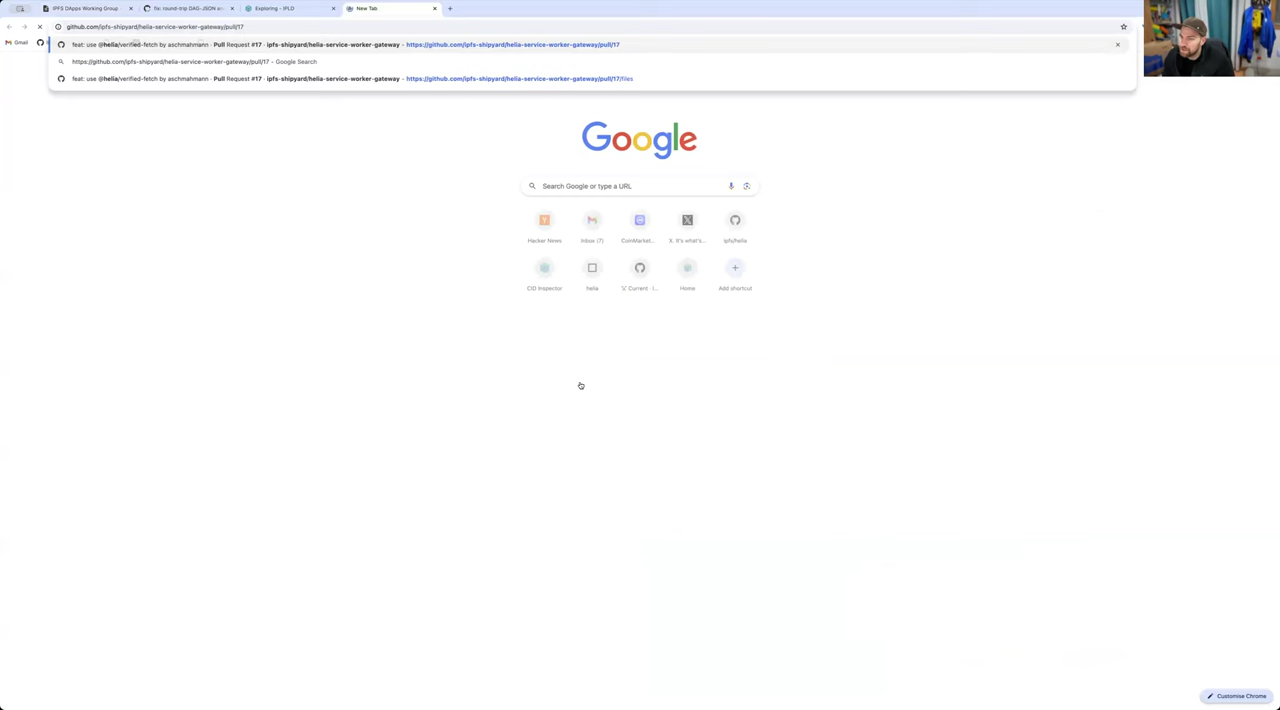 IPFS DApps Working Group
fix: round-trip DAG-JSON an
Exploring - IPLD
New Tab
github.com/ipfs-shipyard/helia-service-worker-gateway/pull/17
Gmail
feat: use @helia/verified-fetch by aschmahmann · Pull Request #17 · ipfs-shipyard/helia-service-worker-gateway – https://github.com/ipfs-shipyard/helia-service-worker-gateway/pull/17
https://github.com/ipfs-shipyard/helia-service-worker-gateway/pull/17 - Google Search
feat: use @helia/verified-fetch by aschmahmann · Pull Request #17 · ipfs-shipyard/helia-service-worker-gateway – https://github.com/ipfs-shipyard/helia-service-worker-gateway/pull/17/files
Google
Search Google or type a URL
Hacker News
Inbox (7)
CoinMarket...
X. It's what's...
ipfs/helia
CID Inspector
helia
Current · I...
Home
Add shortcut
Customise Chrome